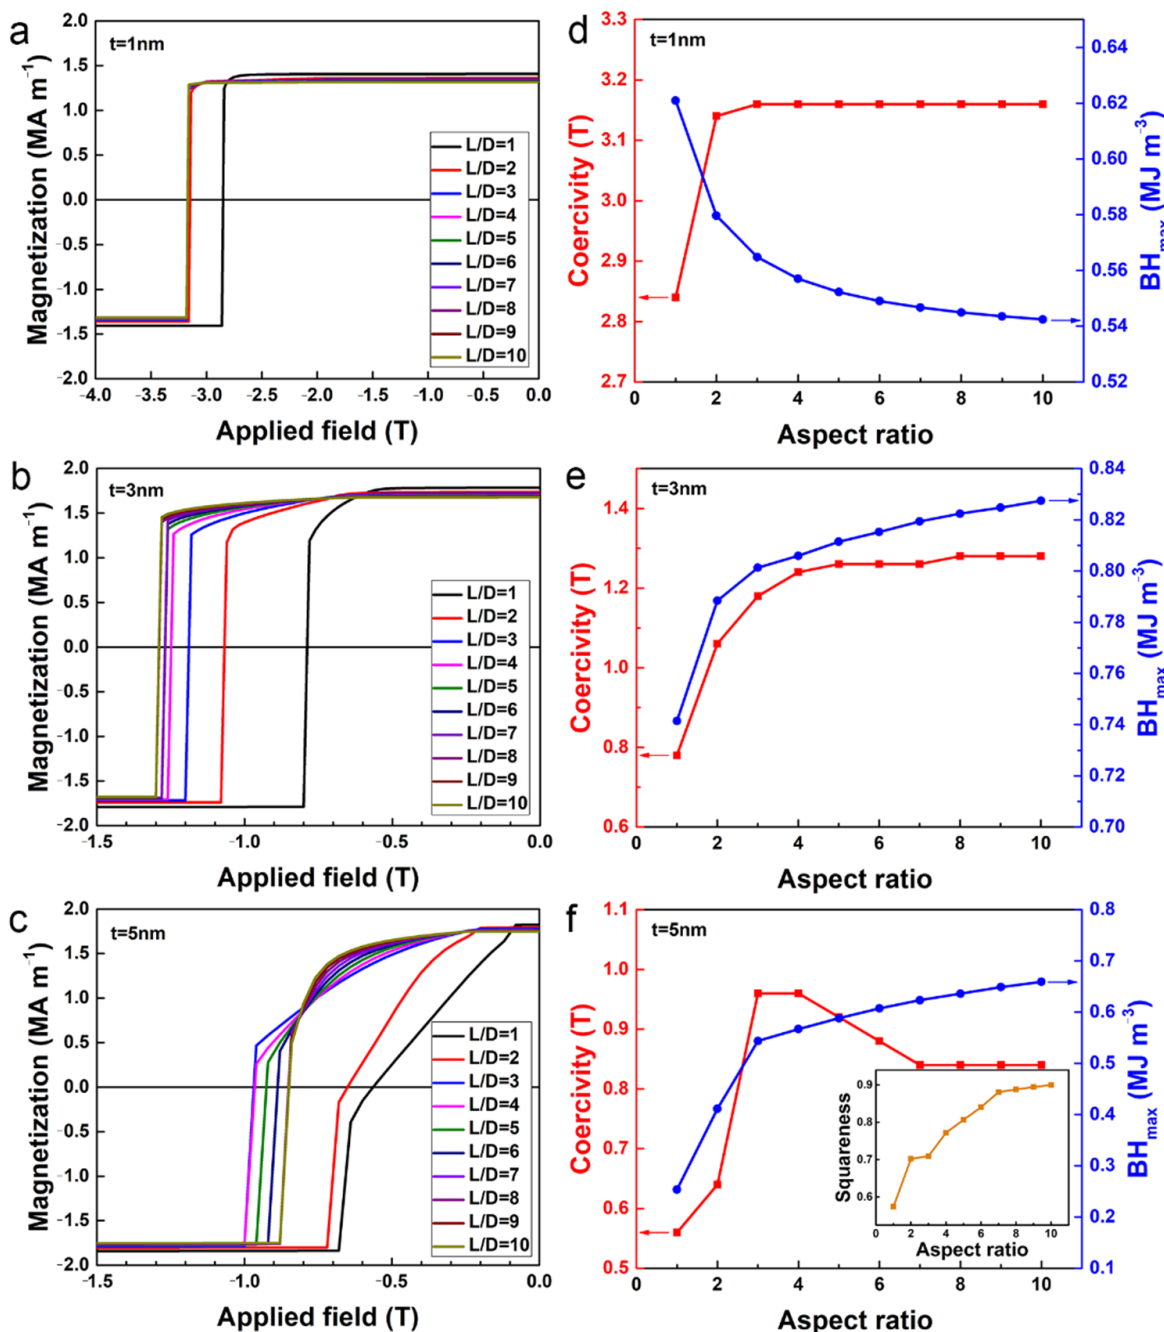 a
t=1nm
Magnetization (MA m⁻¹)
2.0
1.5
1.0
0.5
0.0
-0.5
-1.0
-1.5
-2.0
L/D=1
L/D=2
L/D=3
L/D=4
L/D=5
L/D=6
L/D=7
L/D=8
L/D=9
L/D=10
-4.0 -3.5 -3.0 -2.5 -2.0 -1.5 -1.0 -0.5 0.0
Applied field (T)
d
t=1nm
Coercivity (T)
3.3
3.2
3.1
3.0
2.9
2.8
2.7
0 2 4 6 8 10
Aspect ratio
0.64
0.62
0.60
0.58
0.56
0.54
0.52
BHmax (MJ m⁻³)
b
t=3nm
Magnetization (MA m⁻¹)
2.0
1.5
1.0
0.5
0.0
-0.5
-1.0
-1.5
-2.0
L/D=1
L/D=2
L/D=3
L/D=4
L/D=5
L/D=6
L/D=7
L/D=8
L/D=9
L/D=10
-1.5 -1.0 -0.5 0.0
Applied field (T)
e
t=3nm
Coercivity (T)
1.4
1.2
1.0
0.8
0.6
0 2 4 6 8 10
Aspect ratio
0.84
0.82
0.80
0.78
0.76
0.74
0.72
0.70
BHmax (MJ m⁻³)
c
t=5nm
Magnetization (MA m⁻¹)
2.0
1.5
1.0
0.5
0.0
-0.5
-1.0
-1.5
-2.0
L/D=1
L/D=2
L/D=3
L/D=4
L/D=5
L/D=6
L/D=7
L/D=8
L/D=9
L/D=10
-1.5 -1.0 -0.5 0.0
Applied field (T)
f
t=5nm
Coercivity (T)
1.1
1.0
0.9
0.8
0.7
0.6
0.5
0 2 4 6 8 10
Aspect ratio
0.8
0.7
0.6
0.5
0.4
0.3
0.2
0.1
BHmax (MJ m⁻³)
Squareness
0.9
0.8
0.7
0.6
0 2 4 6 8 10
Aspect ratio